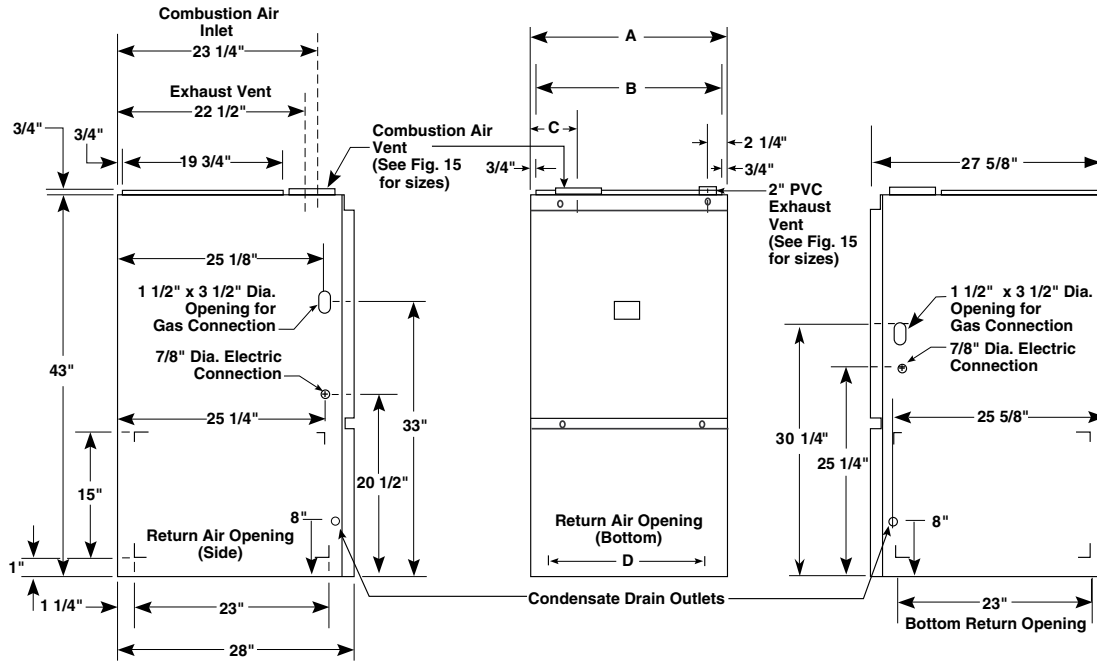 Combustion Air
Inlet
23 1/4"
Exhaust Vent
22 1/2"
3/4"
3/4"
19 3/4"
Combustion Air
Vent
(See Fig. 15
for sizes)
A
B
C
2 1/4"
3/4"
3/4"
2" PVC
Exhaust
Vent
(See Fig. 15
for sizes)
27 5/8"
25 1/8"
1 1/2" x 3 1/2" Dia.
Opening for
Gas Connection
7/8" Dia. Electric
Connection
43"
25 1/4"
33"
20 1/2"
15"
8"
Return Air Opening
(Side)
1"
1 1/4"
23"
28"
Return Air Opening
(Bottom)
D
Condensate Drain Outlets
1 1/2" x 3 1/2" Dia.
Opening for
Gas Connection
7/8" Dia. Electric
Connection
25 5/8"
30 1/4"
25 1/4"
8"
23"
Bottom Return Opening